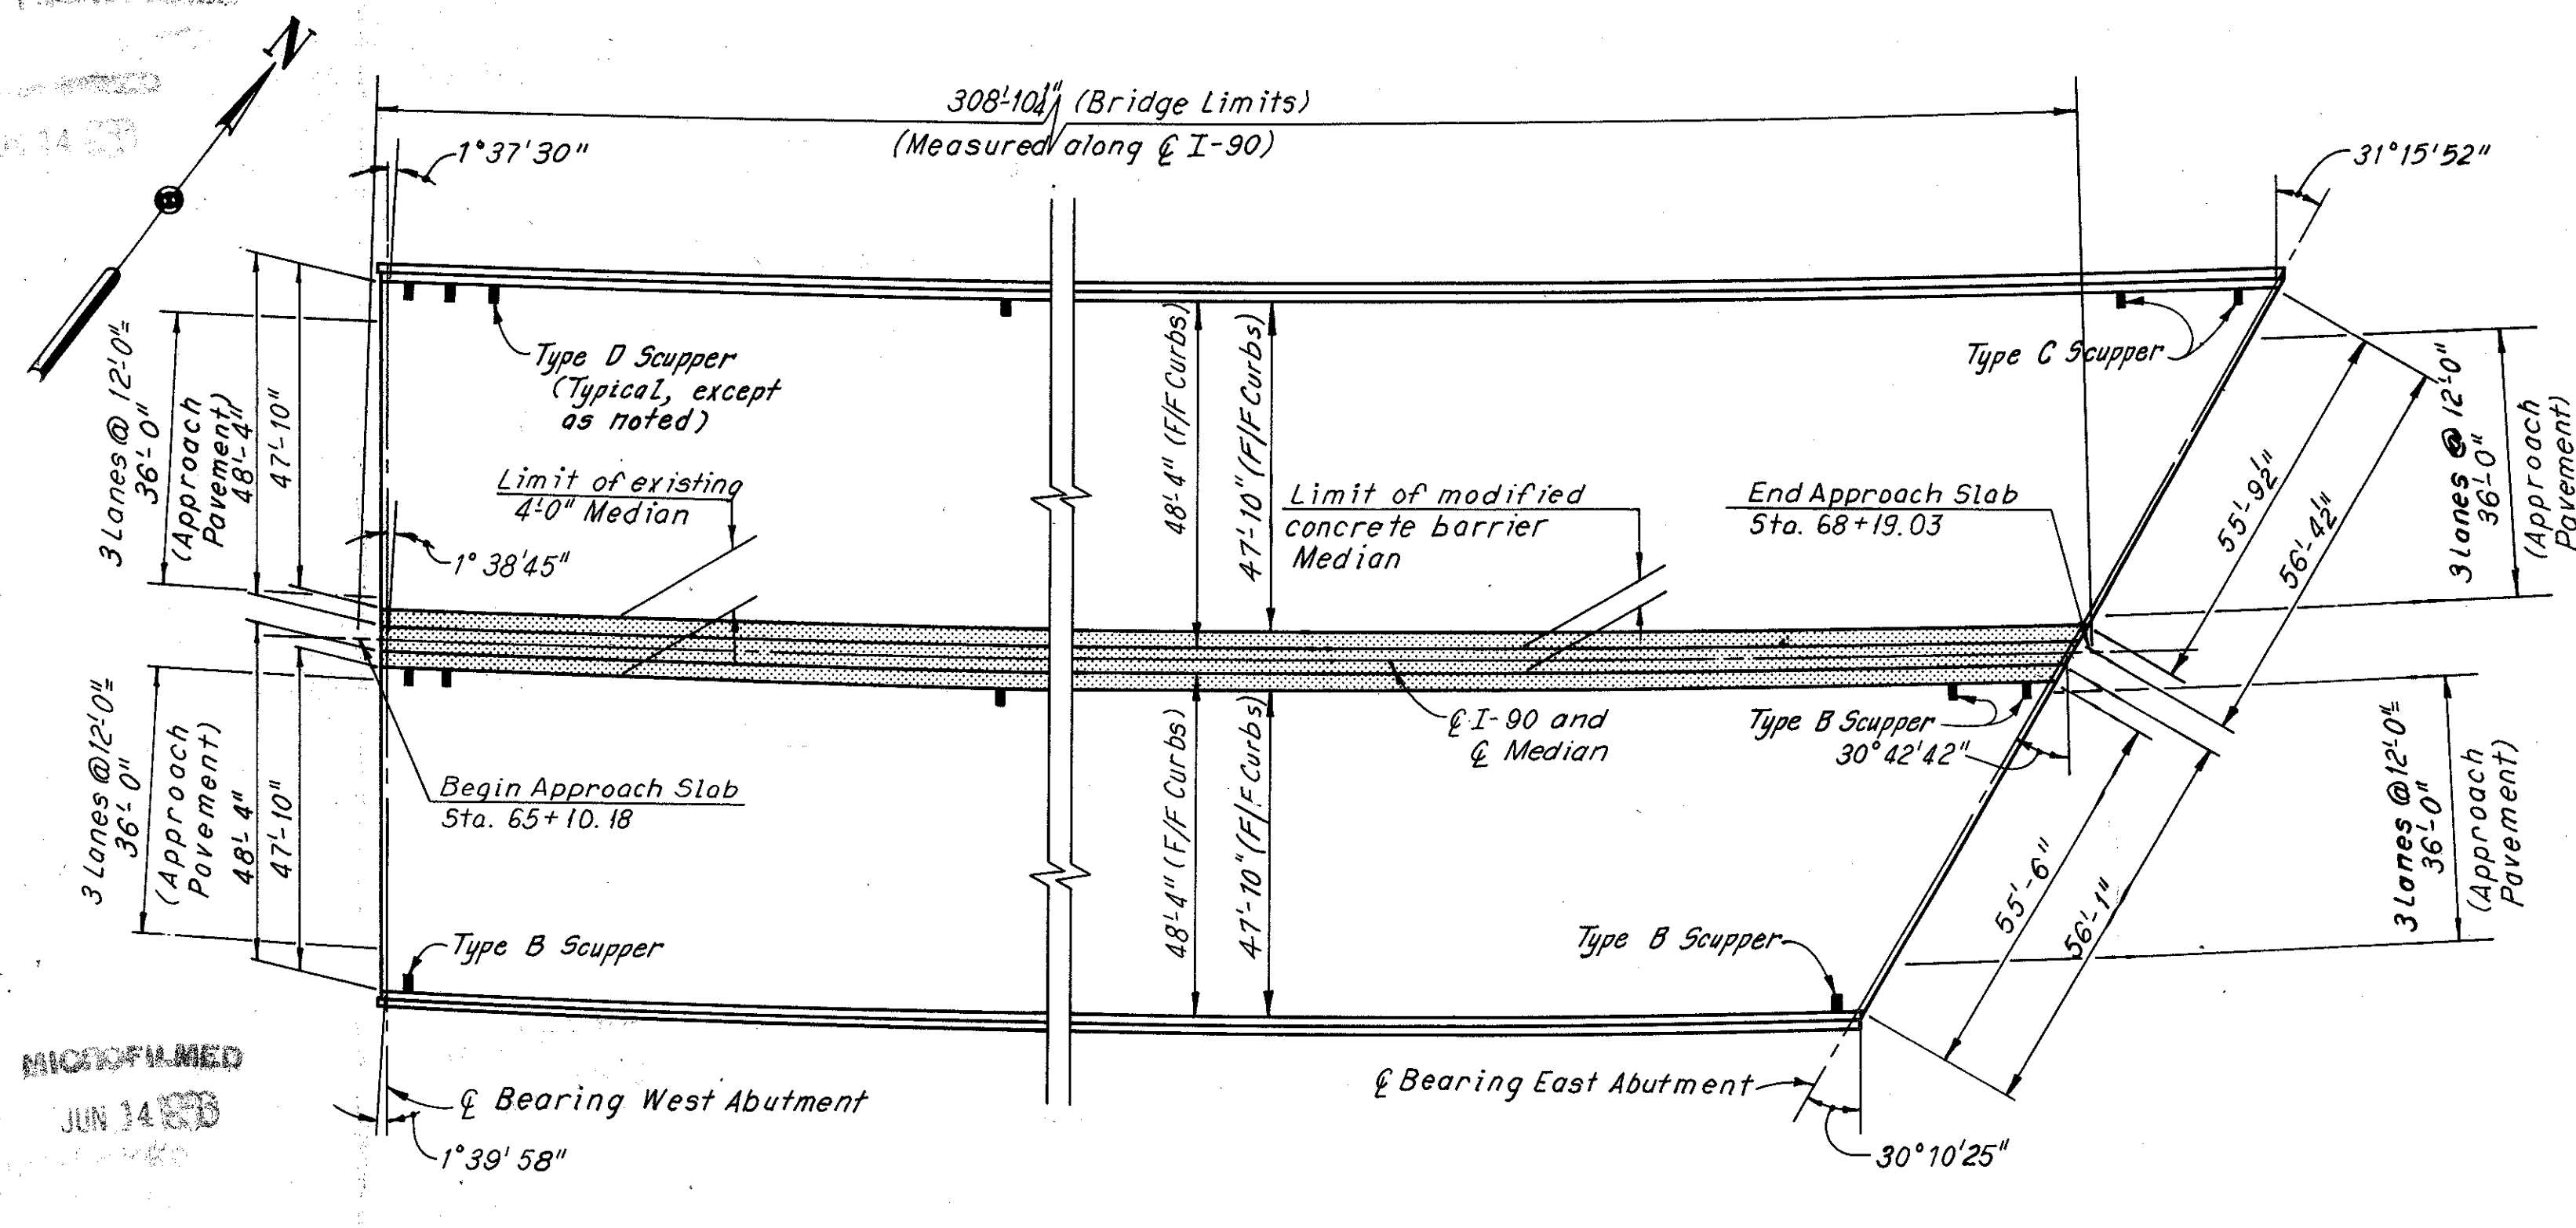 N
308'-10¼" (Bridge Limits)
(Measured along ℄ I-90)
1°37'30"
31°15'52"
Type D Scupper
(Typical, except
as noted)
Type C Scupper
3 Lanes @ 12'-0"=
36'-0"
(Approach
Pavement)
48'-4"
47'-10"
48'-4" (F/F Curbs)
47'-10" (F/F Curbs)
3 Lanes @ 12'-0"
36'-0"
(Approach
Pavement)
55'-9½"
56'-4½"
Limit of existing
4'-0" Median
Limit of modified
concrete barrier
Median
End Approach Slab
Sta. 68+19.03
1°38'45"
℄ I-90 and
℄ Median
Type B Scupper
30°42'42"
3 Lanes @12'-0"=
36'-0"
(Approach
Pavement)
48'-4"
47'-10"
Begin Approach Slab
Sta. 65+10.18
48'-4" (F/F Curbs)
47'-10" (F/F Curbs)
55'-6"
56'-1"
3 Lanes @12'-0"=
36'-0"
(Approach
Pavement)
Type B Scupper
Type B Scupper
MICROFILMED
JUN 14
℄ Bearing West Abutment
℄ Bearing East Abutment
1°39'58"
30°10'25"